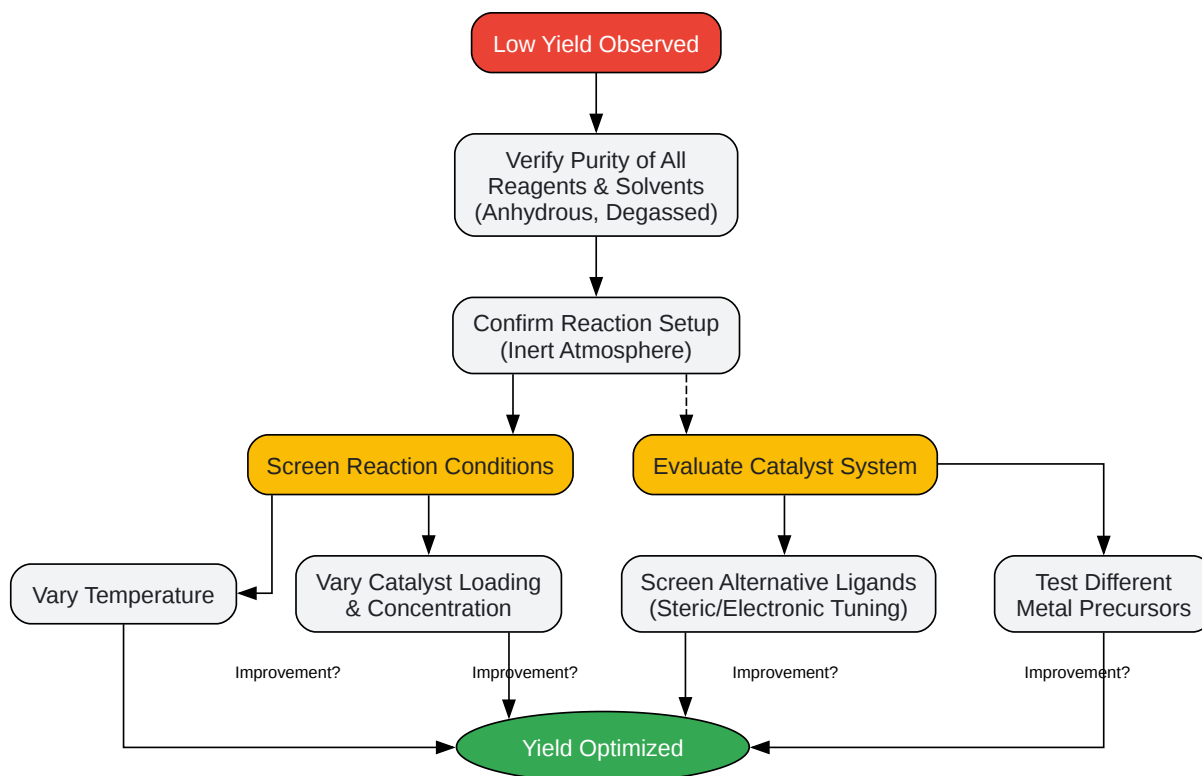 Low Yield Observed
Verify Purity of All
Reagents & Solvents
(Anhydrous, Degassed)
Confirm Reaction Setup
(Inert Atmosphere)
Screen Reaction Conditions
Evaluate Catalyst System
Vary Temperature
Vary Catalyst Loading
& Concentration
Screen Alternative Ligands
(Steric/Electronic Tuning)
Test Different
Metal Precursors
Improvement?
Improvement?
Improvement?
Improvement?
Yield Optimized